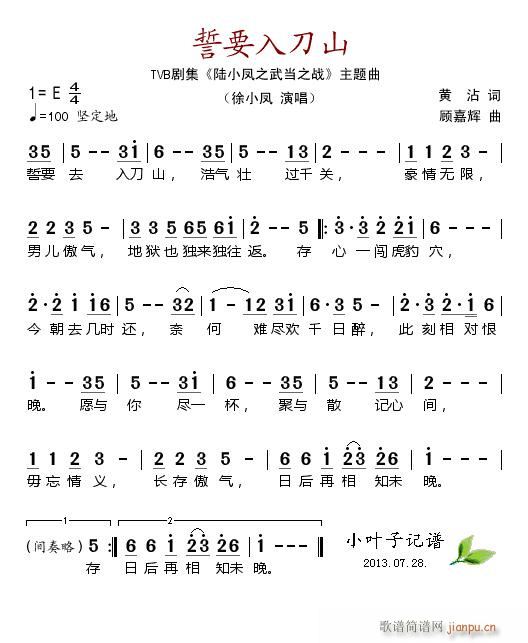 誓要入刀山
TVB剧集《陆小凤之武当之战》主题曲
1= E 4/4
（徐小凤 演唱）
黄 沾 词
♩=100 坚定地
顾嘉辉 曲
35 | 5 - - 3i | 6 - - 35 | 5 - - 35 | 6 - - - | 1 1 2 3 - |
誓要 去 入刀 山，浩气 壮 过千 关， 豪情无限，
2 2 3 5 - | 3 3 5 65 6i | 2 - - 5 |: 3·3 2 2i | 6 - - - |
男儿傲气， 地狱也独来独往 返。存 心一闯虎豹 穴，
2·2 i i6 | 5 - - 32 | 1 - 12 3i | 6·3 5 - | 2·2 2·i 6 |
今朝去几时 还，奈 何 难尽欢 千日醉， 此刻相对恨
i - - 35 | 5 - - 3i | 6 - - 35 | 5 - - 13 | 2 - - - |
晚。 愿与 你 尽一 杯，聚与 散 记心 间，
1 1 2 3 - | 2 2 3 5 - | 6 6 i 23 26 | i - - - |
毋忘情义， 长存傲气， 日后再相知未 晚。
1 2
(间奏略) 5 :| 6 6 i 23 26 | i - - - ‖
存 日后再相 知未 晚。
小叶子记谱
2013.07.28.
歌谱简谱网
jianpu.cn